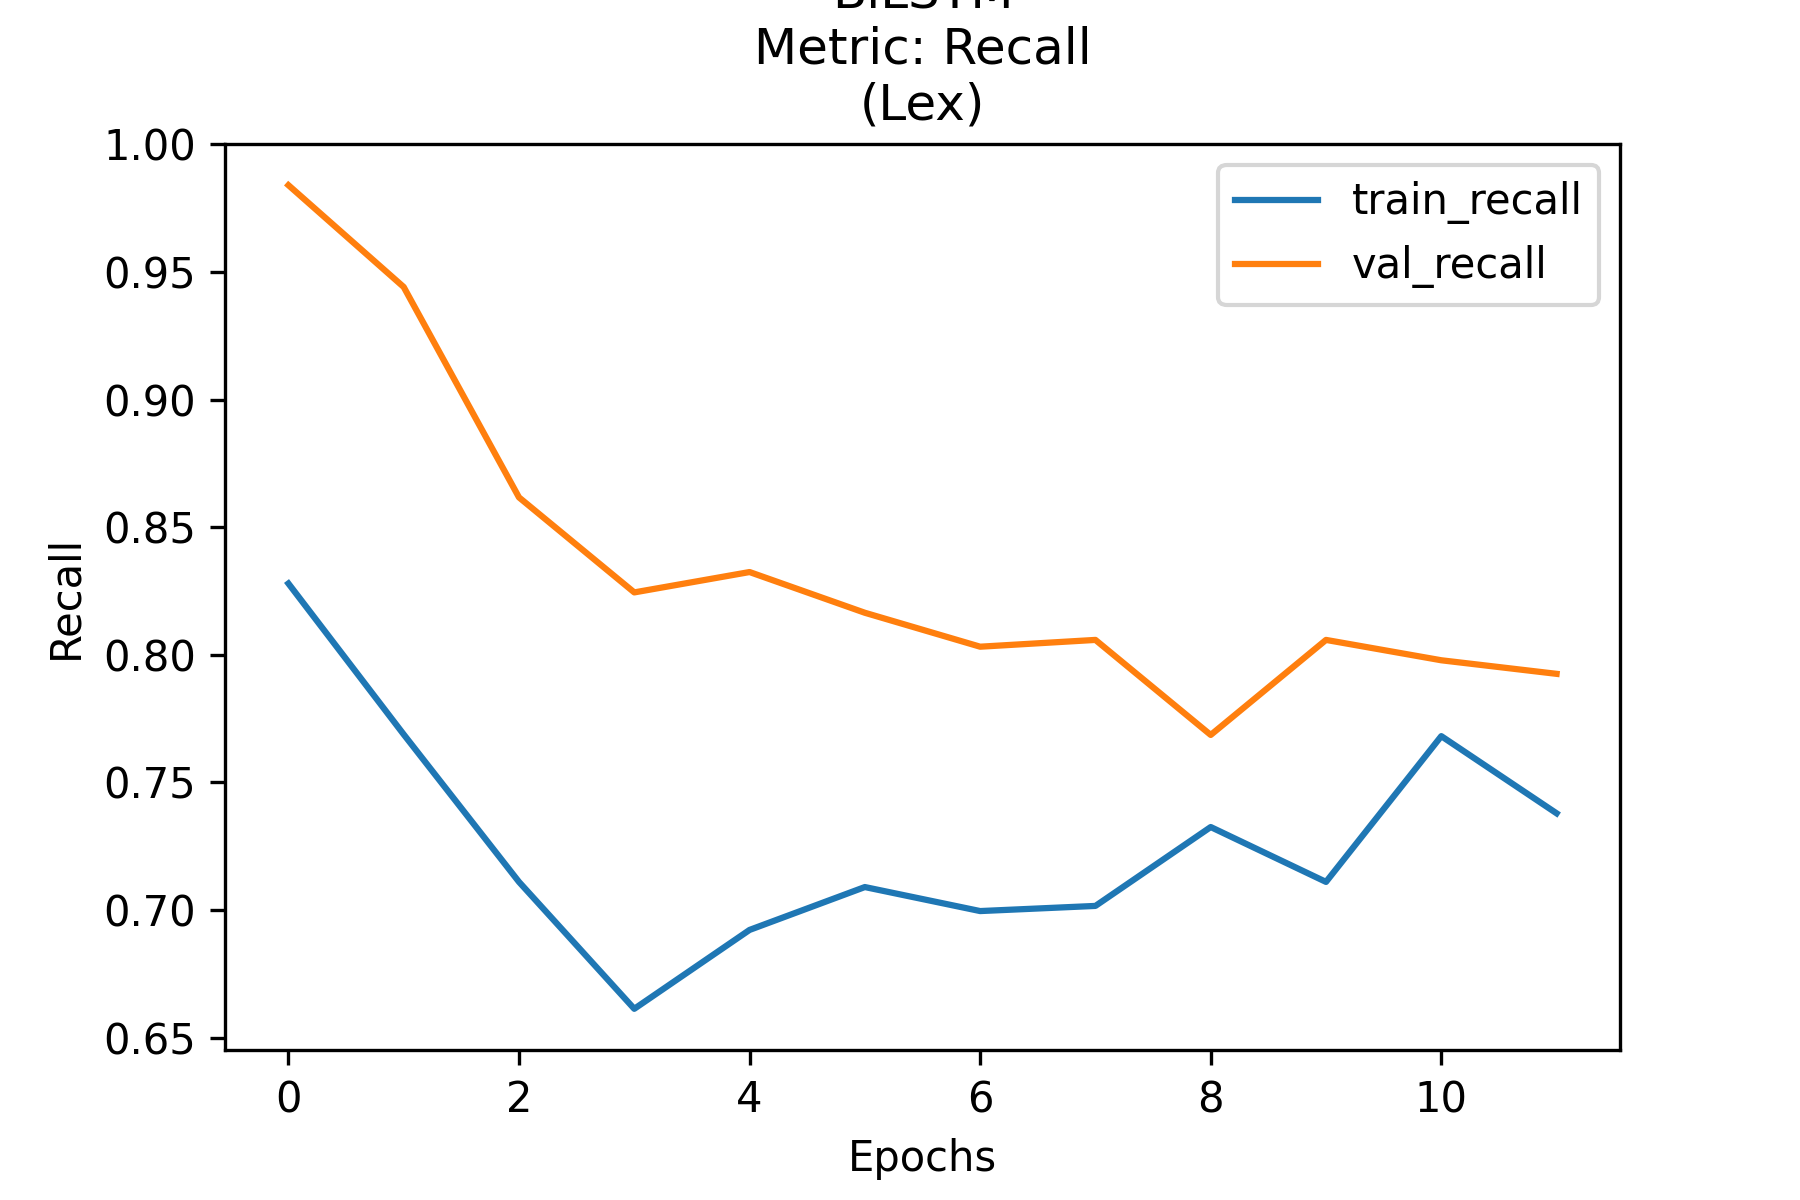 BiLSTM
Metric: Recall
(Lex)
1.00
0.95
0.90
0.85
0.80
0.75
0.70
0.65
Recall
train_recall
val_recall
0 2 4 6 8 10
Epochs